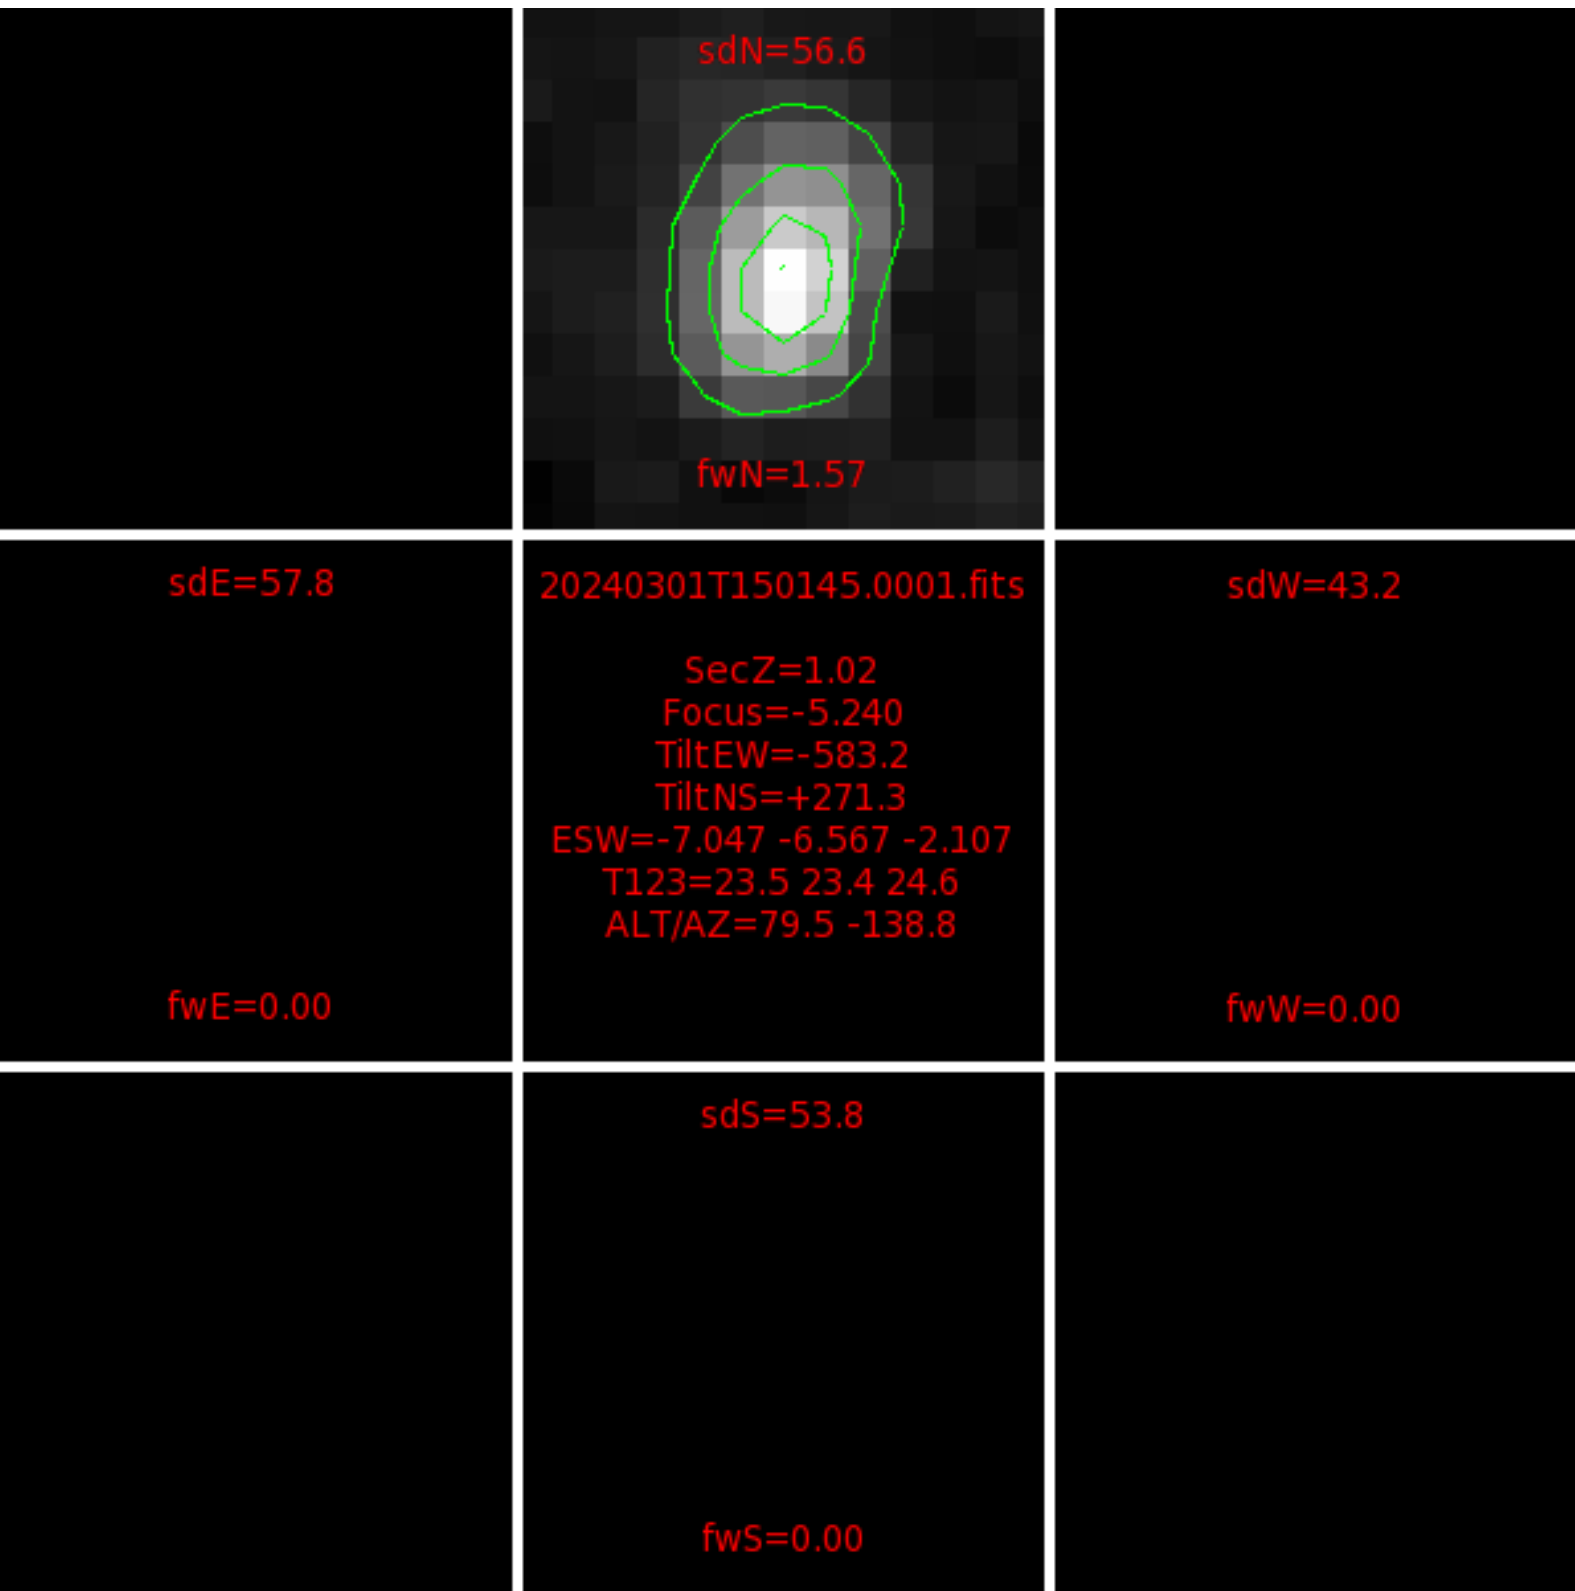 sdN=56.6
fwN=1.57
sdE=57.8
20240301T150145.0001.fits
sdW=43.2
SecZ=1.02
Focus=-5.240
TiltEW=-583.2
TiltNS=+271.3
ESW=-7.047 -6.567 -2.107
T123=23.5 23.4 24.6
ALT/AZ=79.5 -138.8
fwE=0.00
fwW=0.00
sdS=53.8
fwS=0.00